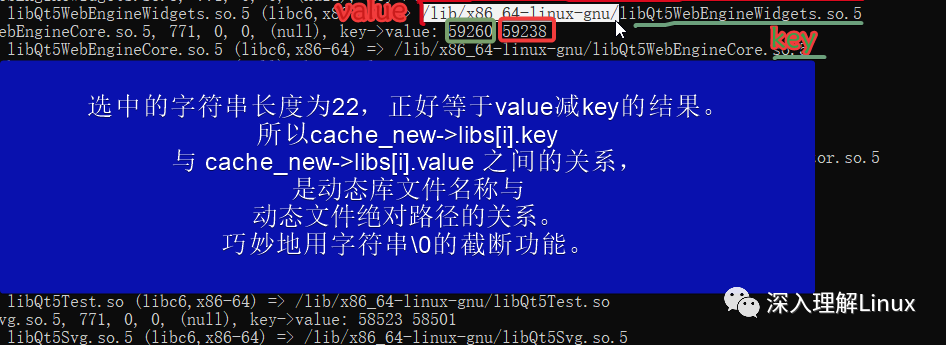 libQt5WebEngineWidgets.so.5 (libc6,x86-64) => /lib/x86_64-linux-gnu/libQt5WebEngineWidgets.so.5
value
ebEngineCore.so.5, 771, 0, 0, (null), key->value: 59260 59238
libQt5WebEngineCore.so.5 (libc6,x86-64) => /lib/x86_64-linux-gnu/libQt5WebEngineCore.so.5
key
选中的字符串长度为22，正好等于value减key的结果。
所以cache_new->libs[i].key
与 cache_new->libs[i].value 之间的关系，
是动态库文件名称与
动态文件绝对路径的关系。
巧妙地用字符串\0的截断功能。
or.so.5
libQt5Test.so (libc6,x86-64) => /lib/x86_64-linux-gnu/libQt5Test.so
vg.so.5, 771, 0, 0, (null), key->value: 58523 58501
libQt5Svg.so.5 (libc6,x86-64) => /lib/x86_64-linux-gnu/libQt5Svg.so.5
深入理解Linux